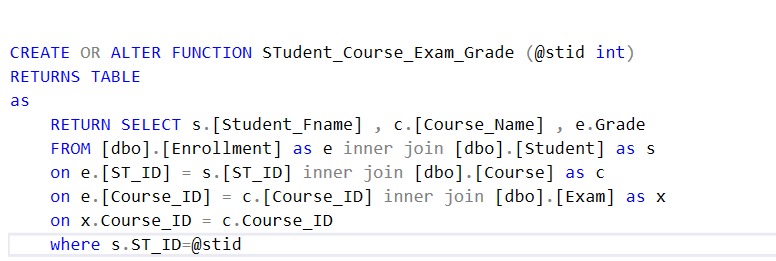 CREATE OR ALTER FUNCTION STudent_Course_Exam_Grade (@stid int)
RETURNS TABLE
as
RETURN SELECT s.[Student_Fname] , c.[Course_Name] , e.Grade
FROM [dbo].[Enrollment] as e inner join [dbo].[Student] as s
on e.[ST_ID] = s.[ST_ID] inner join [dbo].[Course] as c
on e.[Course_ID] = c.[Course_ID] inner join [dbo].[Exam] as x
on x.Course_ID = c.Course_ID
where s.ST_ID=@stid